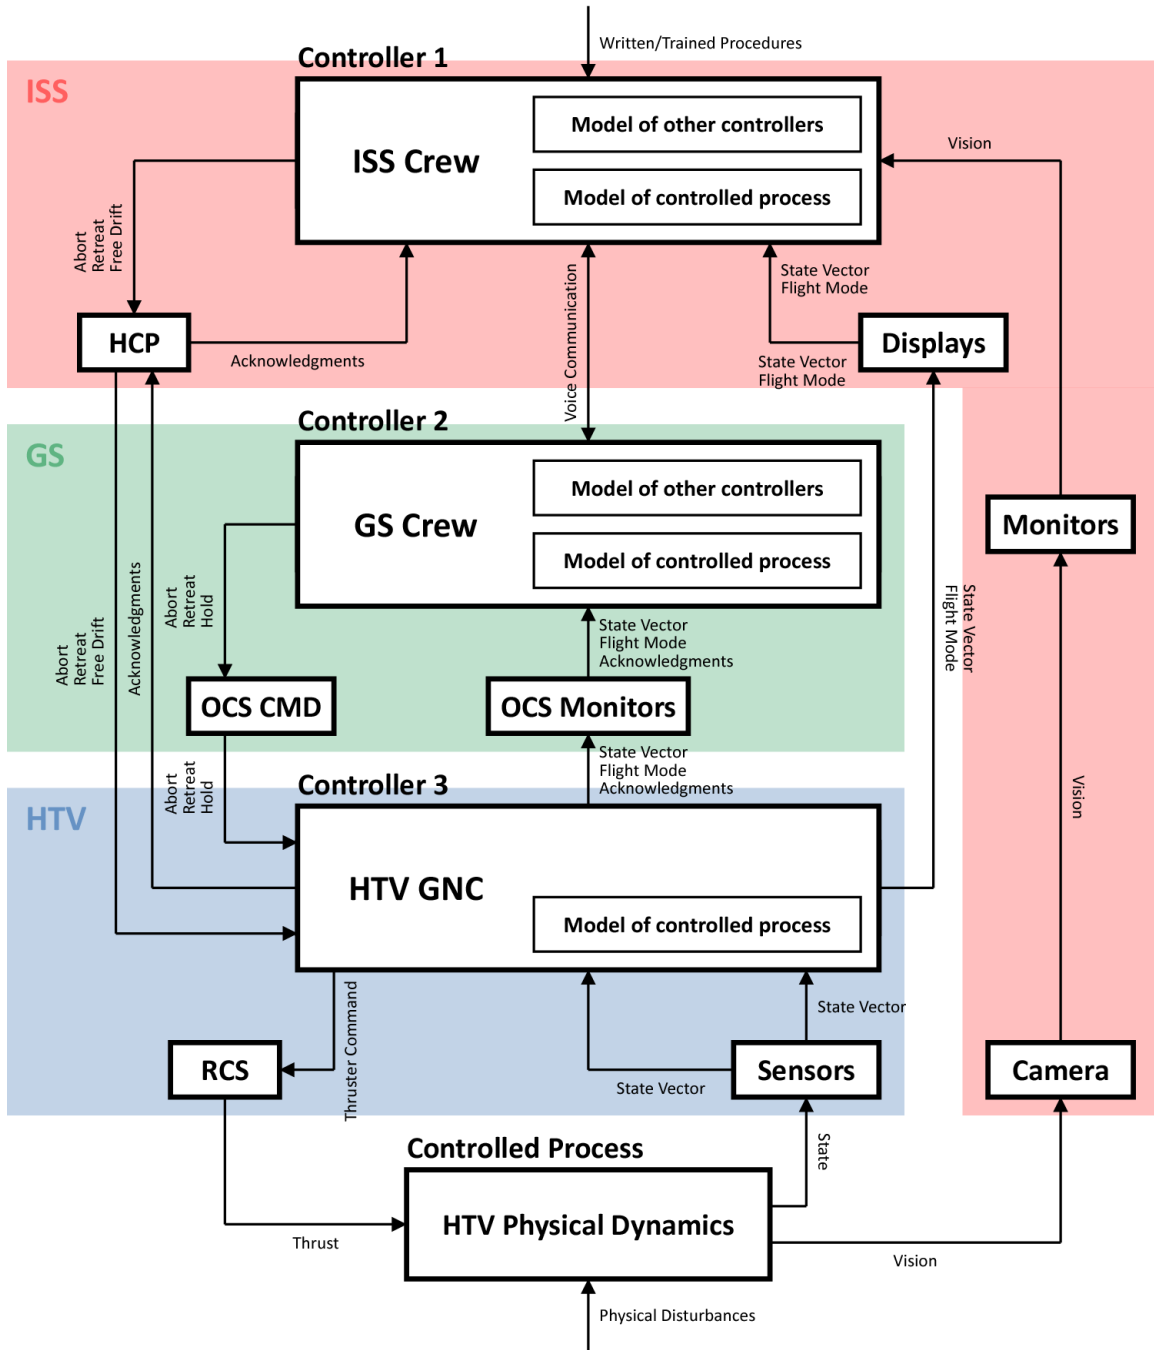 Written/Trained Procedures
Controller 1
ISS
Model of other controllers
ISS Crew
Model of controlled process
Vision
Abort
Retreat
Free Drift
State Vector
Flight Mode
Voice Communication
HCP
Acknowledgments
Displays
State Vector
Flight Mode
Controller 2
GS
Model of other controllers
GS Crew
Model of controlled process
Monitors
Abort
Retreat
Free Drift
Acknowledgments
Abort
Retreat
Hold
State Vector
Flight Mode
Acknowledgments
State Vector
Flight Mode
OCS CMD
OCS Monitors
State Vector
Flight Mode
Acknowledgments
Abort
Retreat
Hold
Controller 3
HTV
Vision
HTV GNC
Model of controlled process
Thruster Command
State Vector
RCS
State Vector
Sensors
Camera
Controlled Process
State
HTV Physical Dynamics
Thrust
Vision
Physical Disturbances